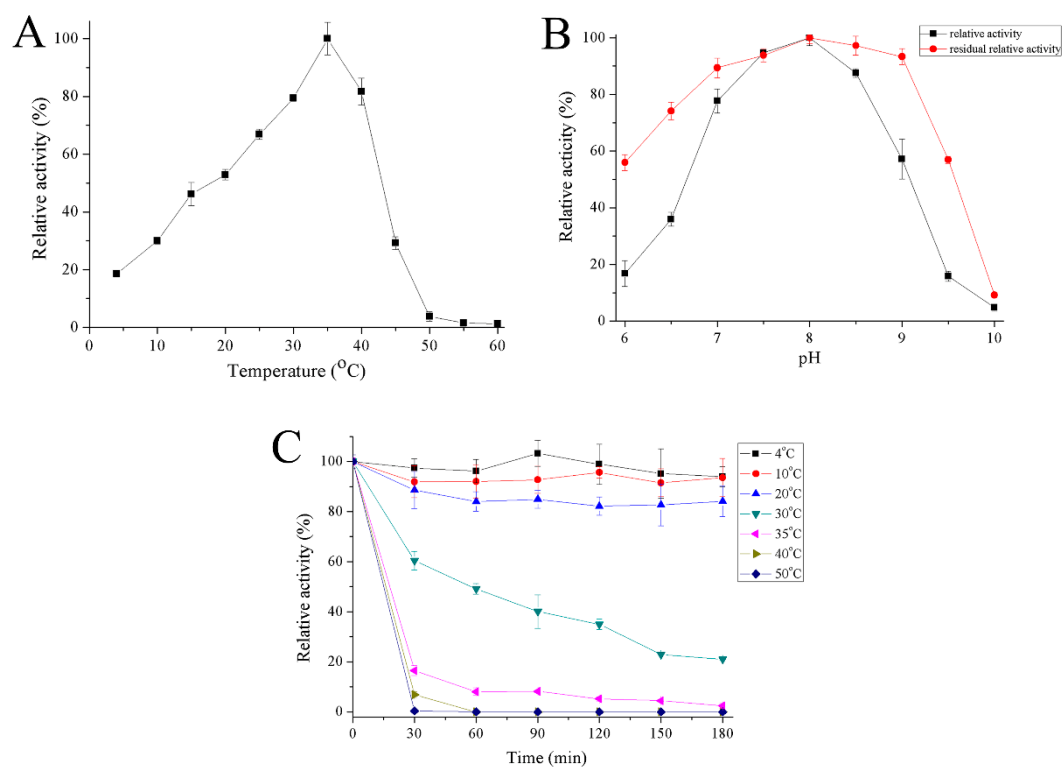 A
Relative activity (%)
100
80
60
40
20
0
0 10 20 30 40 50 60
Temperature (°C)
B
relative activity
residual relative activity
Relative acticity (%)
100
80
60
40
20
0
6 7 8 9 10
pH
C
Relative activity (%)
100
80
60
40
20
0
0 30 60 90 120 150 180
Time (min)
4°C
10°C
20°C
30°C
35°C
40°C
50°C